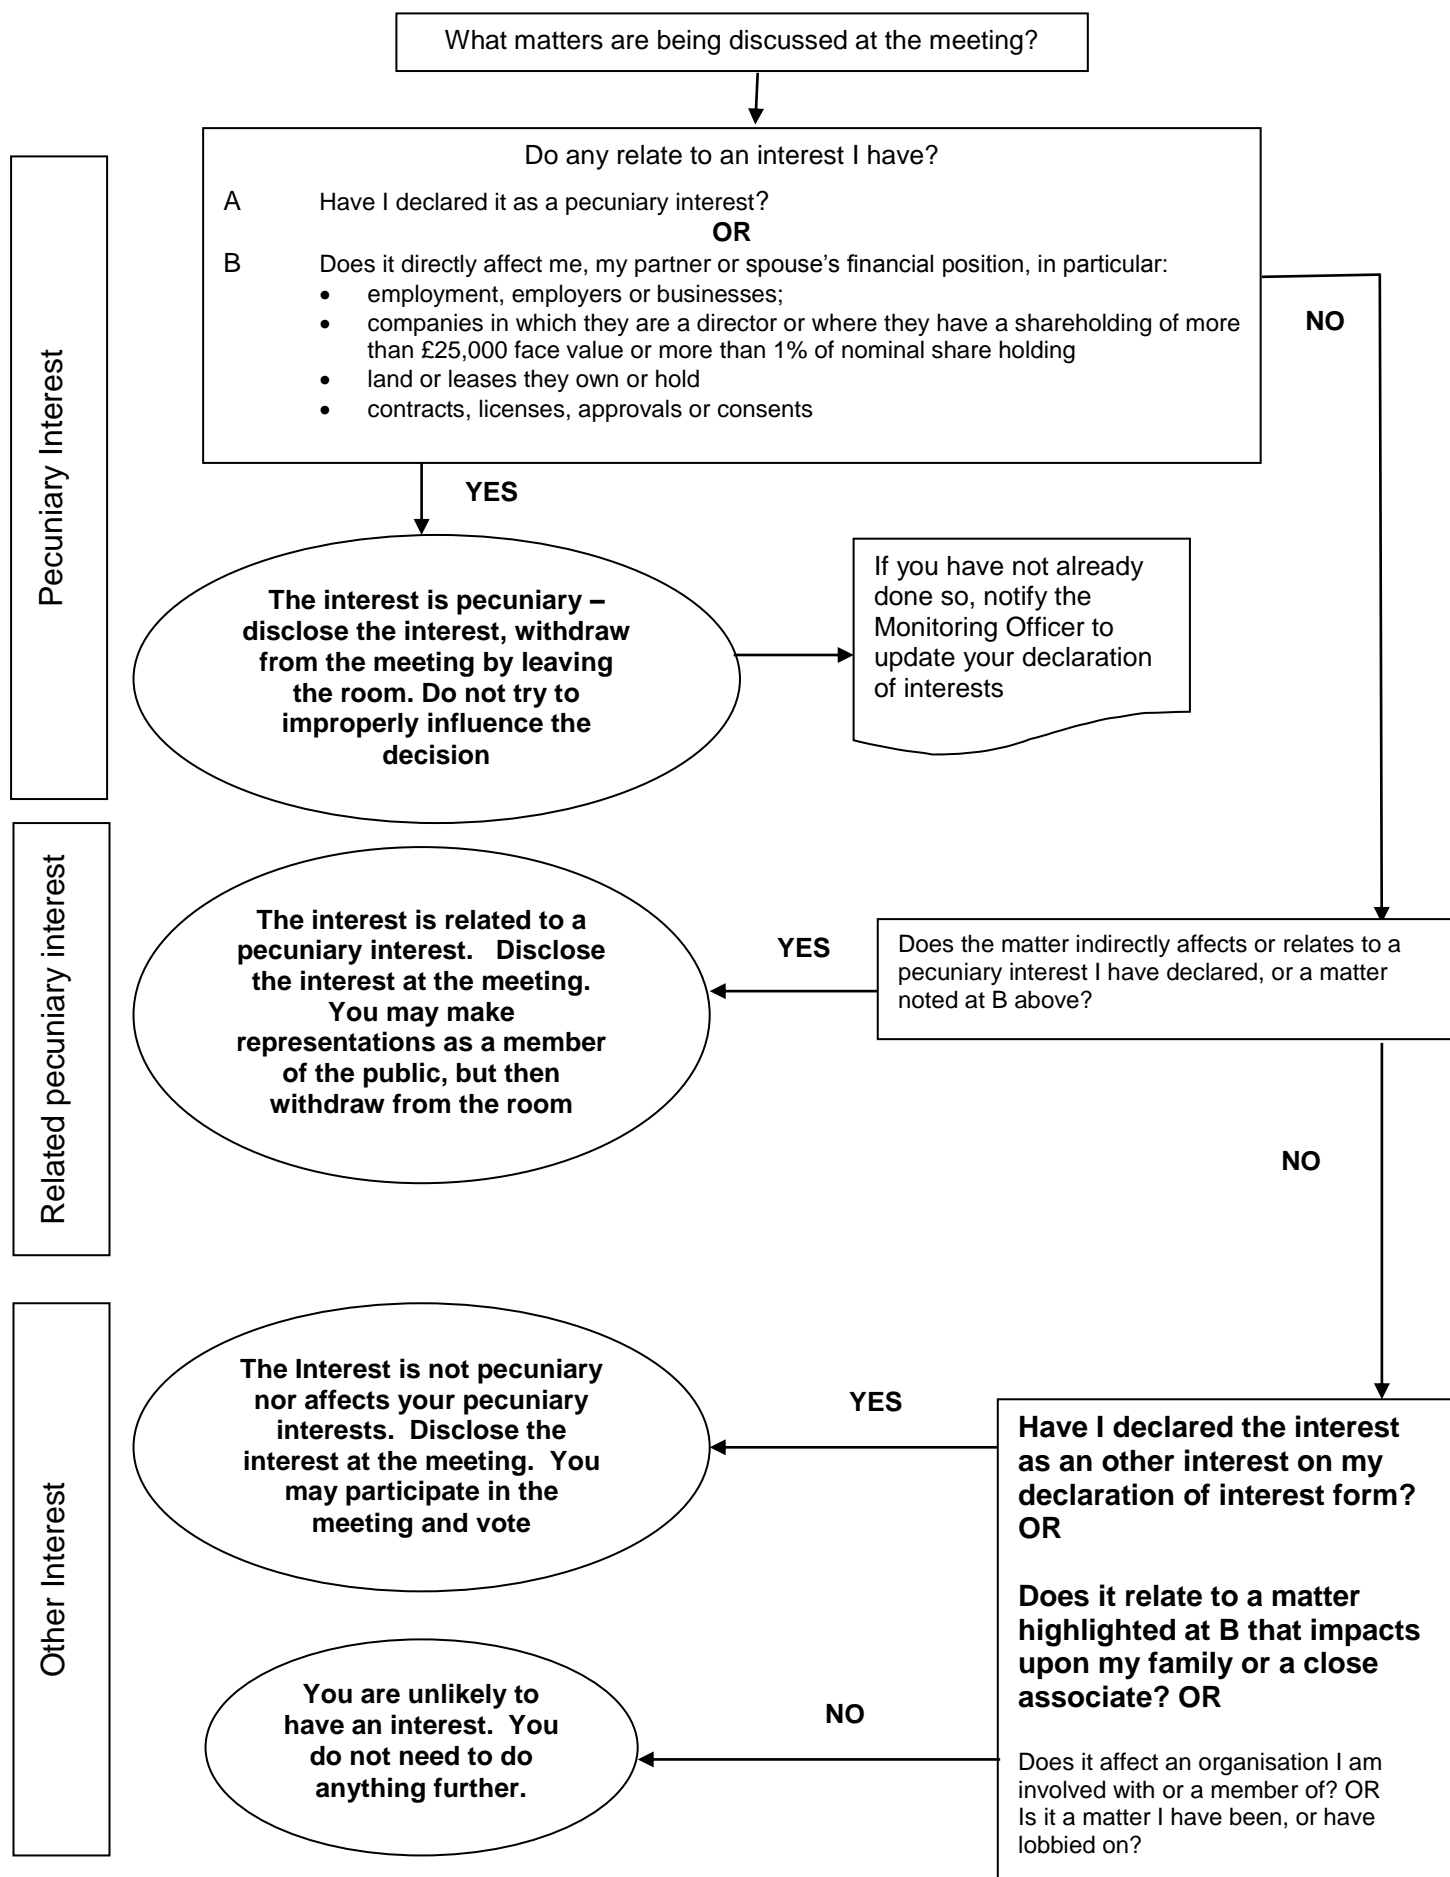 What matters are being discussed at the meeting?
Do any relate to an interest I have?
A Have I declared it as a pecuniary interest?
OR
B Does it directly affect me, my partner or spouse's financial position, in particular:
• employment, employers or businesses;
• companies in which they are a director or where they have a shareholding of more
than £25,000 face value or more than 1% of nominal share holding
• land or leases they own or hold
• contracts, licenses, approvals or consents
NO
Pecuniary Interest
YES
The interest is pecuniary –
disclose the interest, withdraw
from the meeting by leaving
the room. Do not try to
improperly influence the
decision
If you have not already
done so, notify the
Monitoring Officer to
update your declaration
of interests
Related pecuniary interest
The interest is related to a
pecuniary interest. Disclose
the interest at the meeting.
You may make
representations as a member
of the public, but then
withdraw from the room
YES
Does the matter indirectly affects or relates to a
pecuniary interest I have declared, or a matter
noted at B above?
NO
Other Interest
The Interest is not pecuniary
nor affects your pecuniary
interests. Disclose the
interest at the meeting. You
may participate in the
meeting and vote
YES
Have I declared the interest
as an other interest on my
declaration of interest form?
OR
Does it relate to a matter
highlighted at B that impacts
upon my family or a close
associate? OR
Does it affect an organisation I am
involved with or a member of? OR
Is it a matter I have been, or have
lobbied on?
NO
You are unlikely to
have an interest. You
do not need to do
anything further.